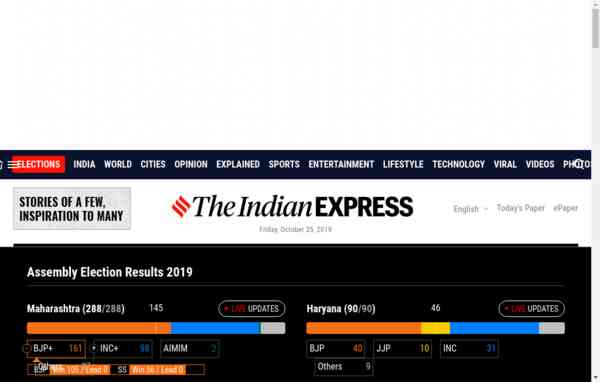 ELECTIONS INDIA WORLD CITIES OPINION EXPLAINED SPORTS ENTERTAINMENT LIFESTYLE TECHNOLOGY VIRAL VIDEOS PHOTOS
STORIES OF A FEW,
INSPIRATION TO MANY
The Indian EXPRESS
English Today's Paper ePaper
Friday, October 25, 2019
Assembly Election Results 2019
Maharashtra (288/288) 145 LIVE UPDATES
Haryana (90/90) 46 LIVE UPDATES
BJP+ 161 INC+ 98 AIMIM 2
BJP 40 JJP 10 INC 31
Others
Others 9
BJP Win 105 / Lead 0 SS Win 56 / Lead 0